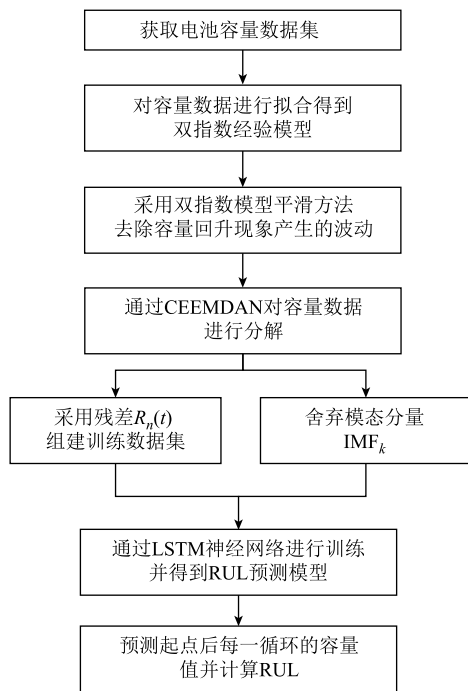 获取电池容量数据集
对容量数据进行拟合得到
双指数经验模型
采用双指数模型平滑方法
去除容量回升现象产生的波动
通过CEEMDAN对容量数据
进行分解
采用残差Rn(t)
组建训练数据集
舍弃模态分量
IMFk
通过LSTM神经网络进行训练
并得到RUL预测模型
预测起点后每一循环的容量
值并计算RUL